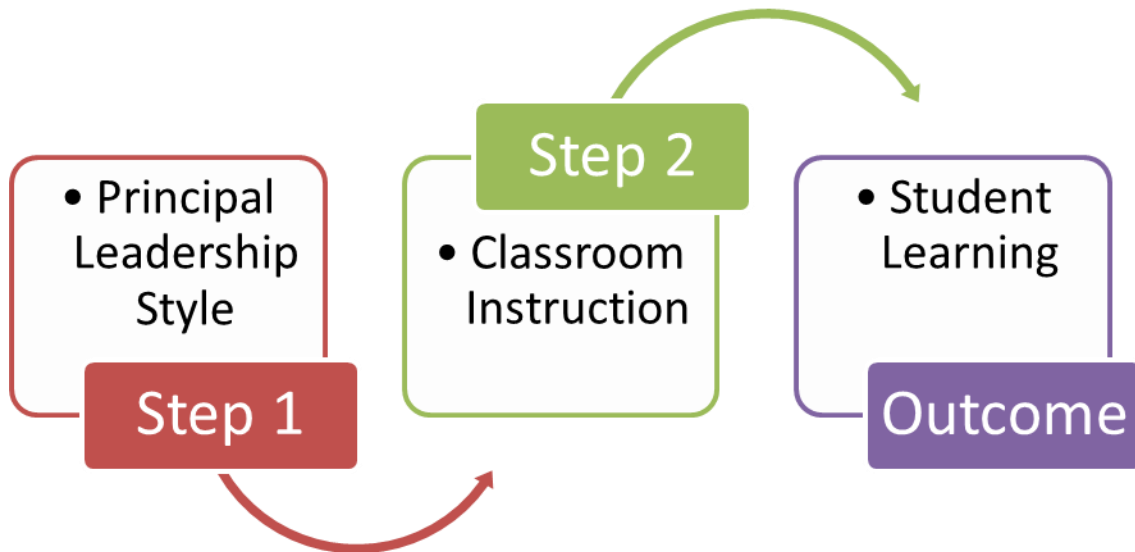 • Principal
Leadership
Style
Step 1
Step 2
• Classroom
Instruction
• Student
Learning
Outcome